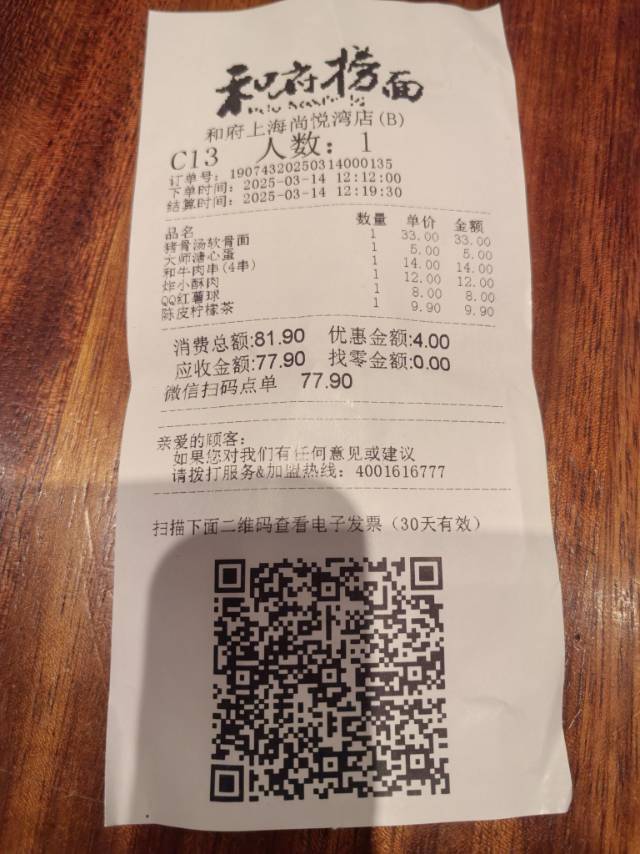 和府捞面
和府上海尚悦湾店(B)
C13 人数: 1
订单号: 19074320250314000135
下单时间: 2025-03-14 12:12:00
结算时间: 2025-03-14 12:19:30
品名 数量 单价 金额
猪骨汤软骨面 1 33.00 33.00
大师溏心蛋 1 5.00 5.00
和牛肉串(4串) 1 14.00 14.00
炸小酥肉 1 12.00 12.00
QQ红薯球 1 8.00 8.00
陈皮柠檬茶 1 9.90 9.90
消费总额:81.90 优惠金额:4.00
应收金额:77.90 找零金额:0.00
微信扫码点单 77.90
亲爱的顾客:
如果您对我们有任何意见或建议
请拨打服务&加盟热线: 4001616777
扫描下面二维码查看电子发票（30天有效）